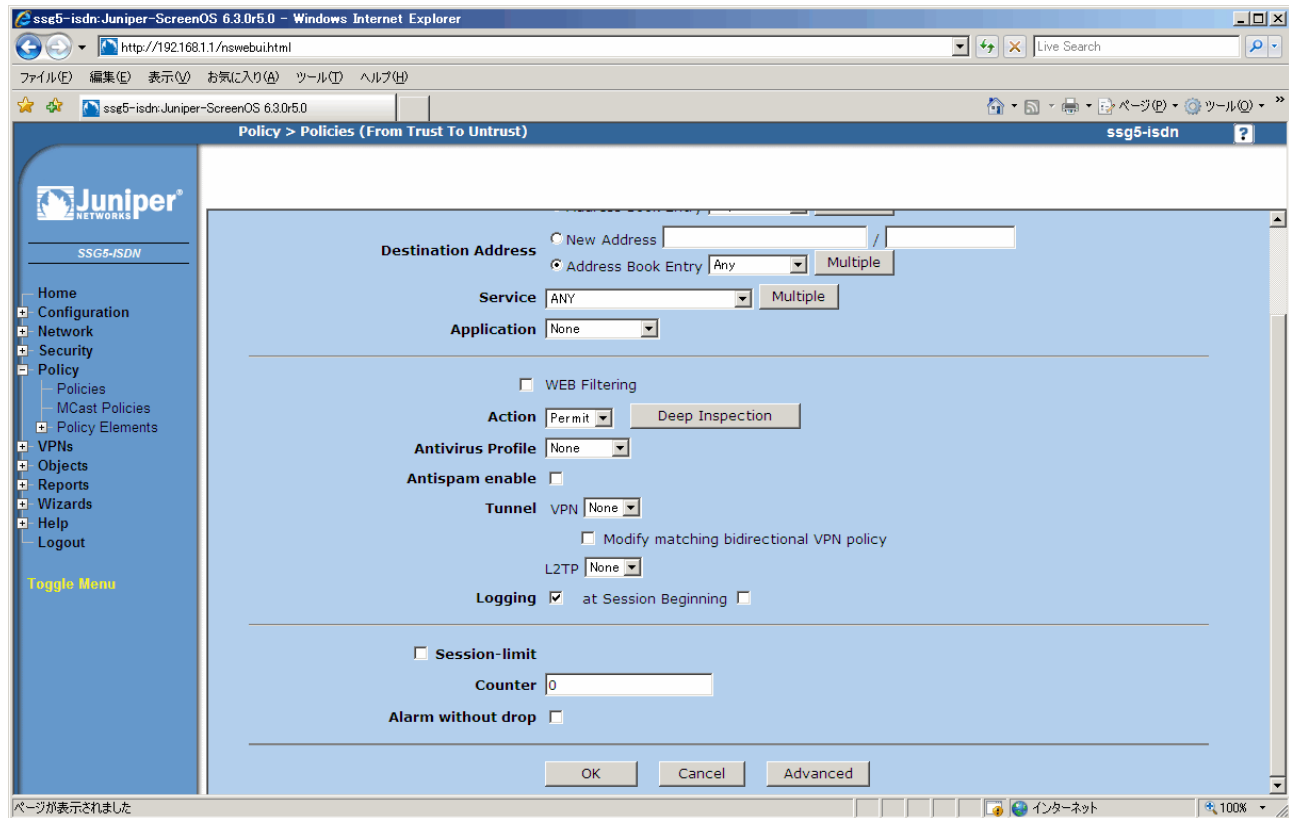 ssg5-isdn:Juniper-ScreenOS 6.3.0r5.0 - Windows Internet Explorer
http://192.168.1.1/nswebui.html
Live Search
ファイル(F) 編集(E) 表示(V) お気に入り(A) ツール(T) ヘルプ(H)
ssg5-isdn:Juniper-ScreenOS 6.3.0r5.0
ページ(P) ツール(O) »
Policy > Policies (From Trust To Untrust)
ssg5-isdn ?
Juniper®
NETWORKS
SSG5-ISDN
Home
Configuration
Network
Security
Policy
Policies
MCast Policies
Policy Elements
VPNs
Objects
Reports
Wizards
Help
Logout
Toggle Menu
Address Book Entry
Destination Address
New Address /
Address Book Entry Any Multiple
Service ANY Multiple
Application None
WEB Filtering
Action Permit Deep Inspection
Antivirus Profile None
Antispam enable
Tunnel VPN None
Modify matching bidirectional VPN policy
L2TP None
Logging at Session Beginning
Session-limit
Counter 0
Alarm without drop
OK Cancel Advanced
ページが表示されました
インターネット
100%